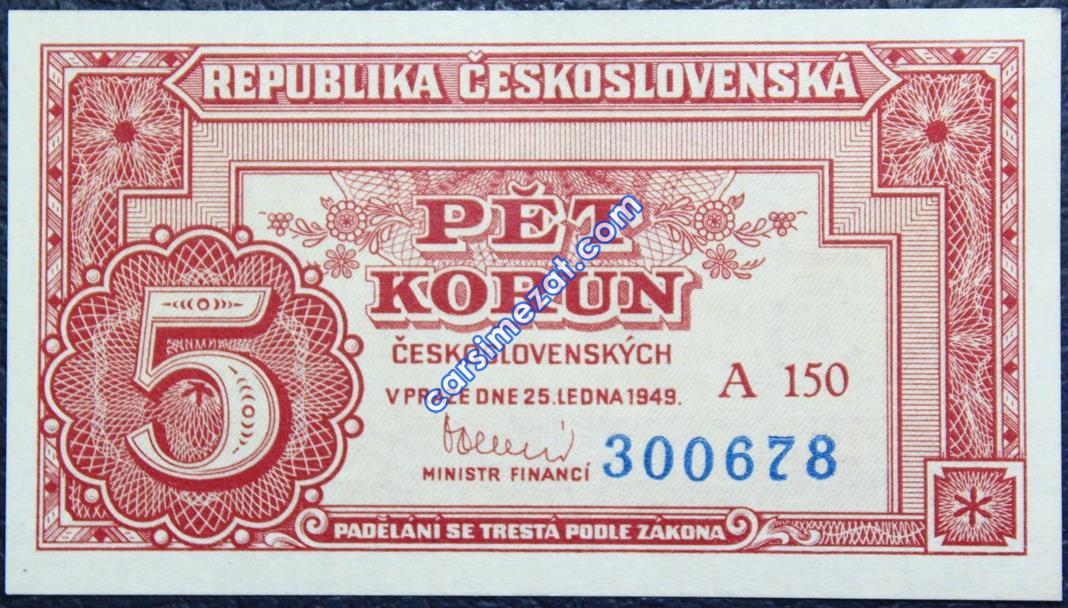 REPUBLIKA ČESKOSLOVENSKÁ
PĚT
KORUN
ČESKOSLOVENSKÝCH
V PRAZE DNE 25. LEDNA 1949.
A 150
MINISTR FINANCÍ
300678
5
PADĚLÁNÍ SE TRESTÁ PODLE ZÁKONA
carsimezat.com